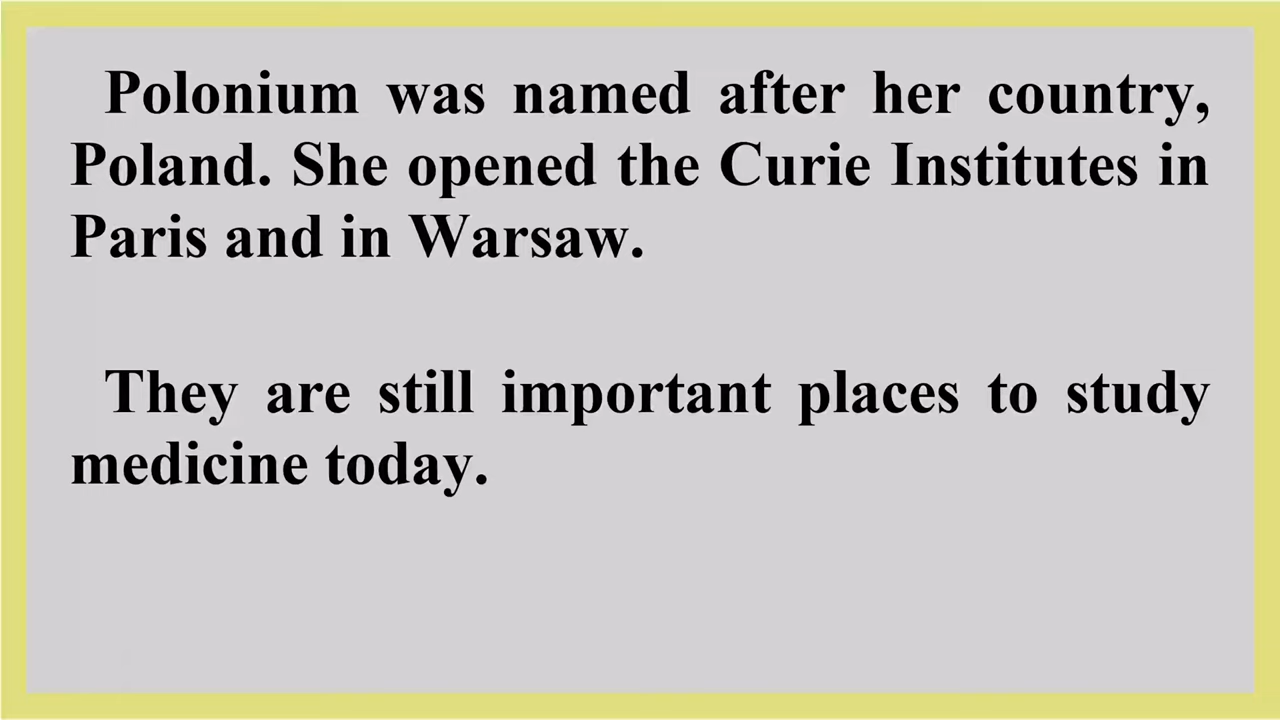 Polonium was named after her country,
Poland. She opened the Curie Institutes in
Paris and in Warsaw.
They are still important places to study
medicine today.